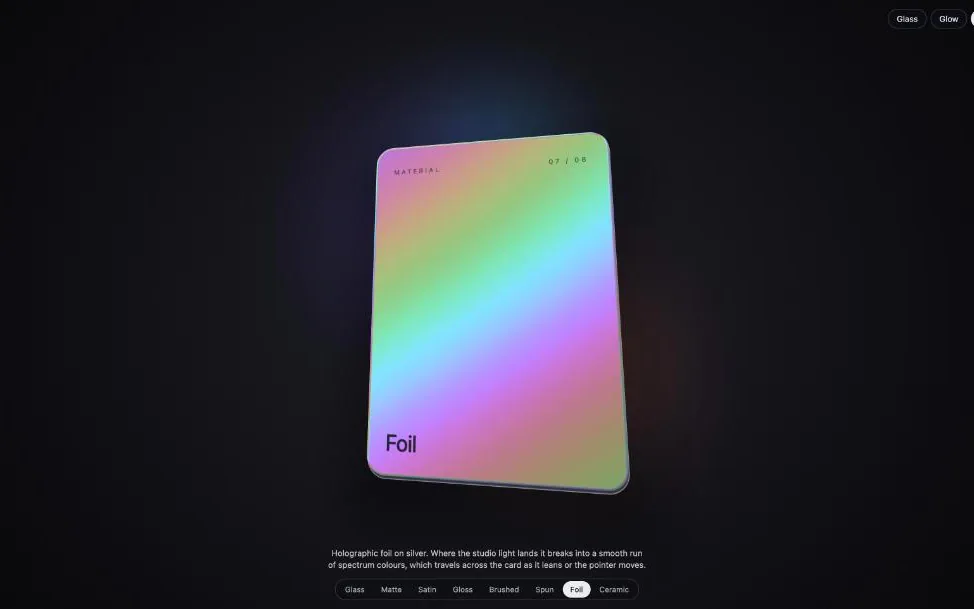 Glass
Glow
MATERIAL
07 / 08
Foil
Holographic foil on silver. Where the studio light lands it breaks into a smooth run
of spectrum colours, which travels across the card as it leans or the pointer moves.
Glass Matte Satin Gloss Brushed Spun Foil Ceramic